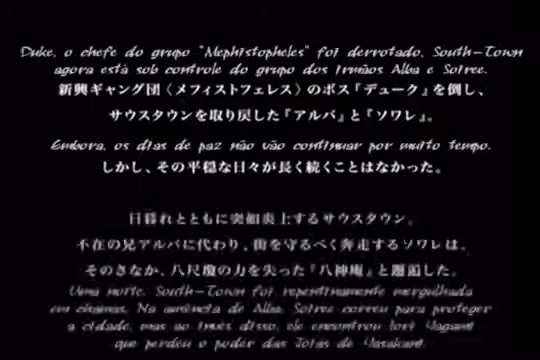 Duke, o chefe do grupo "Mephistopheles" foi derrotado, South-Town
agora está sob controle do grupo dos irmãos Alba e Soiree.
新興ギャング団〈メフィストフェレス〉のボス『デューク』を倒し、
サウスタウンを取り戻した『アルバ』と『ソワレ』。
Embora, os dias de paz não vão continuar por muito tempo.
しかし、その平穏な日々が長く続くことはなかった。
日暮れとともに突如炎上するサウスタウン。
不在の兄アルバに代わり、街を守るべく奔走するソワレは、
そのさなか、八尺瓊の力を失った『八神庵』と邂逅した。
Uma noite, South-Town foi repentinamente mergulhada
em chamas. Na ausência de Alba, Soiree correu para proteger
a cidade, mas ao invés disso, ele encontrou Iori Yagami
que perdeu o poder das Joias de Yasakani.